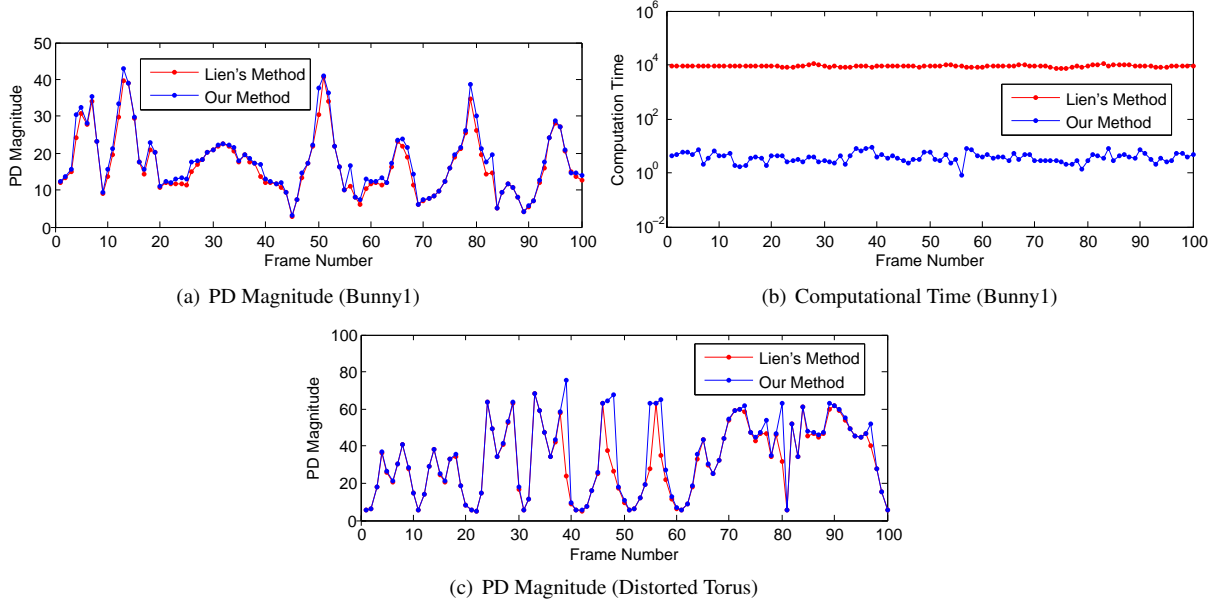 50
40
30
20
10
0
PD Magnitude
Lien's Method
Our Method
0 10 20 30 40 50 60 70 80 90 100
Frame Number
(a) PD Magnitude (Bunny1)
10^6
10^4
10^2
10^0
10^-2
Computation Time
Lien's Method
Our Method
0 10 20 30 40 50 60 70 80 90 100
Frame Number
(b) Computational Time (Bunny1)
100
80
60
40
20
0
PD Magnitude
Lien's Method
Our Method
0 10 20 30 40 50 60 70 80 90 100
Frame Number
(c) PD Magnitude (Distorted Torus)